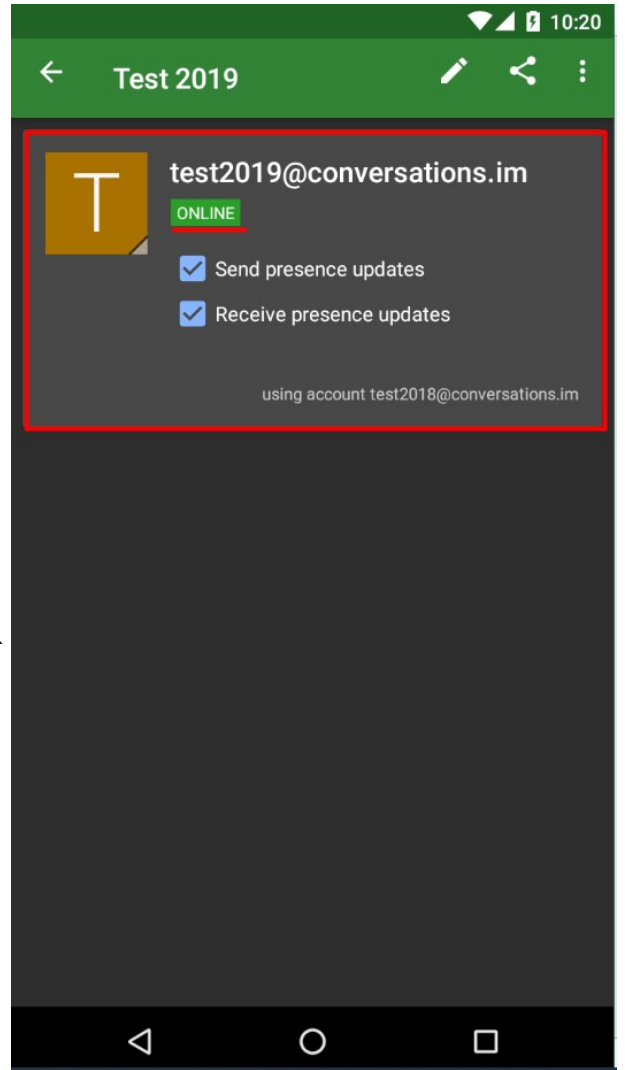 10:20
Test 2019
T
test2019@conversations.im
ONLINE
Send presence updates
Receive presence updates
using account test2018@conversations.im